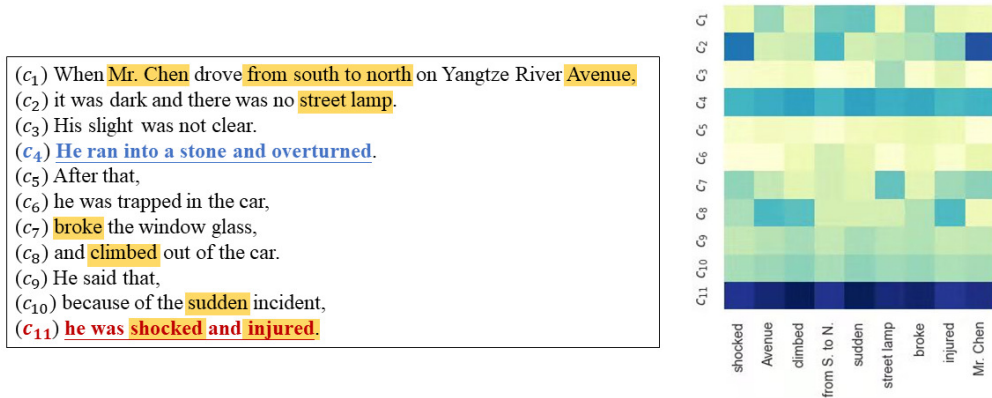 (c₁) When Mr. Chen drove from south to north on Yangtze River Avenue,
(c₂) it was dark and there was no street lamp.
(c₃) His slight was not clear.
(c₄) He ran into a stone and overturned.
(c₅) After that,
(c₆) he was trapped in the car,
(c₇) broke the window glass,
(c₈) and climbed out of the car.
(c₉) He said that,
(c₁₀) because of the sudden incident,
(c₁₁) he was shocked and injured.
c₁
c₂
c₃
c₄
c₅
c₆
c₇
c₈
c₉
c₁₀
c₁₁
shocked
Avenue
climbed
from S. to N.
sudden
street lamp
broke
injured
Mr. Chen